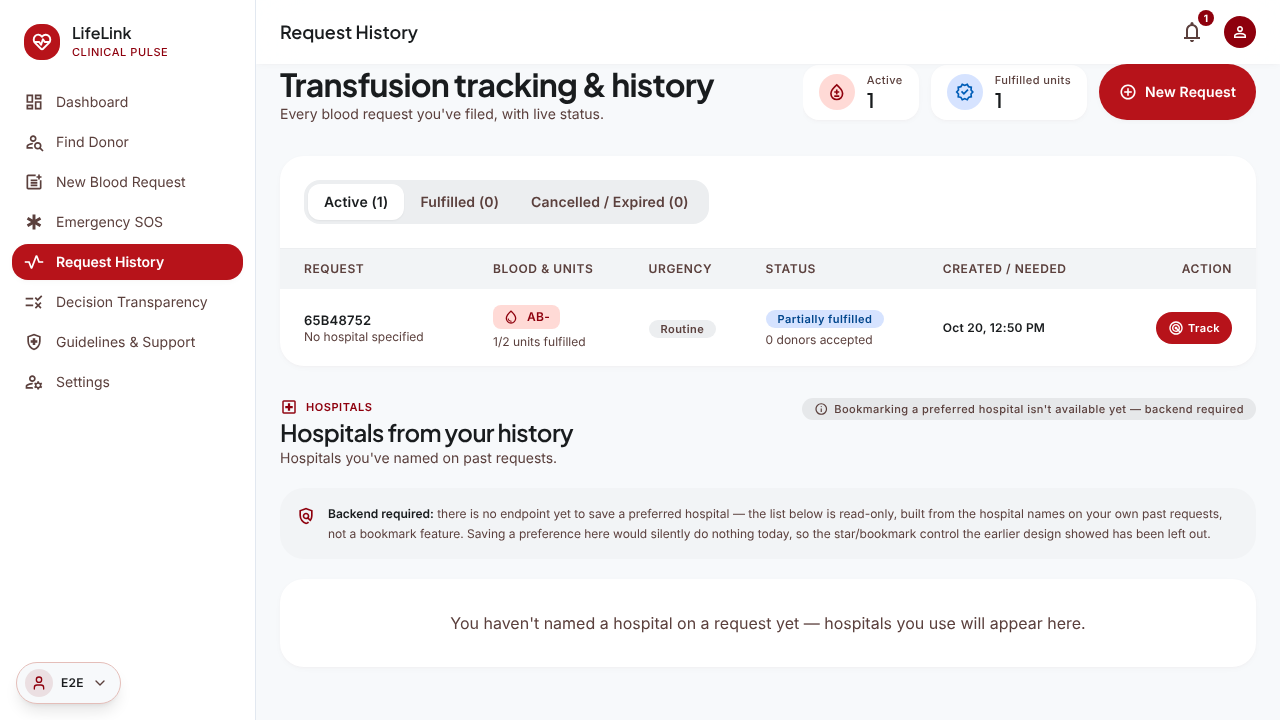 LifeLink
CLINICAL PULSE
Dashboard
Find Donor
New Blood Request
Emergency SOS
Request History
Decision Transparency
Guidelines & Support
Settings
E2E
Request History
1
Transfusion tracking & history
Every blood request you've filed, with live status.
Active
1
Fulfilled units
1
New Request
Active (1)
Fulfilled (0)
Cancelled / Expired (0)
REQUEST
BLOOD & UNITS
URGENCY
STATUS
CREATED / NEEDED
ACTION
65B48752
No hospital specified
AB-
1/2 units fulfilled
Routine
Partially fulfilled
0 donors accepted
Oct 20, 12:50 PM
Track
HOSPITALS
Hospitals from your history
Hospitals you've named on past requests.
Bookmarking a preferred hospital isn't available yet — backend required
Backend required: there is no endpoint yet to save a preferred hospital — the list below is read-only, built from the hospital names on your own past requests,
not a bookmark feature. Saving a preference here would silently do nothing today, so the star/bookmark control the earlier design showed has been left out.
You haven't named a hospital on a request yet — hospitals you use will appear here.